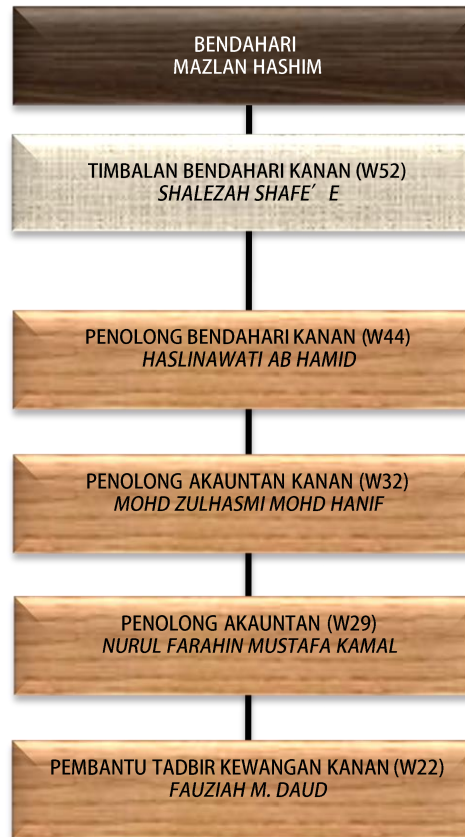 BENDAHARI
MAZLAN HASHIM
TIMBALAN BENDAHARI KANAN (W52)
SHALEZAH SHAFE´ E
PENOLONG BENDAHARI KANAN (W44)
HASLINAWATI AB HAMID
PENOLONG AKAUNTAN KANAN (W32)
MOHD ZULHASMI MOHD HANIF
PENOLONG AKAUNTAN (W29)
NURUL FARAHIN MUSTAFA KAMAL
PEMBANTU TADBIR KEWANGAN KANAN (W22)
FAUZIAH M. DAUD